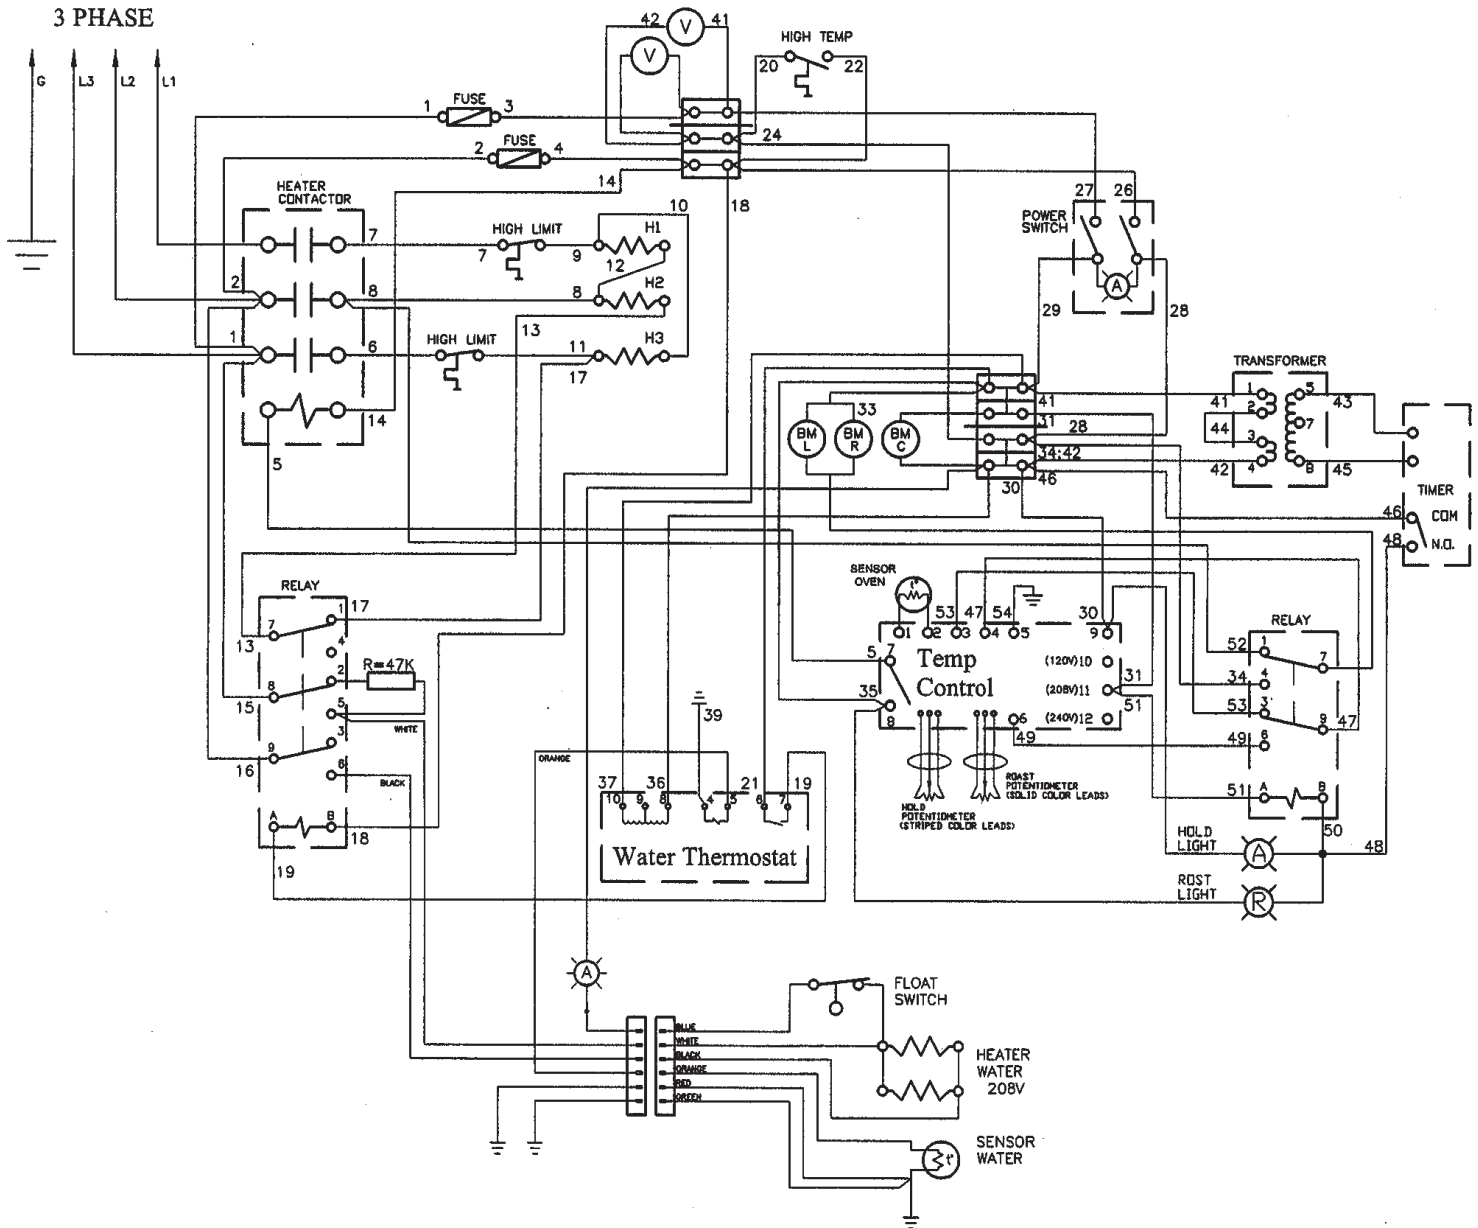 3 PHASE
G
L3
L2
L1
42
V
41
V
HIGH TEMP
20
22
1
FUSE
3
2
FUSE
4
24
14
18
27
26
POWER
SWITCH
A
29
28
HEATER
CONTACTOR
7
2
8
1
6
14
5
HIGH LIMIT
7
9
10
H1
12
8
H2
13
HIGH LIMIT
11
17
H3
33
BM
L
BM
R
BM
C
41
31
28
34:42
46
30
TRANSFORMER
41
1
2
44
3
42
4
5
7
8
43
45
TIMER
46
COM
48
N.O.
RELAY
13
7
1
17
4
2
R=47K
15
8
5
WHITE
3
16
9
6
BLACK
A
B
18
19
SENSOR
OVEN
t°
53
47
54
30
1
2
3
4
5
9
5
7
Temp
Control
35
8
(120V)10
(208V)11
(240V)12
31
51
6
49
HOLD
POTENTIOMETER
(STRIPED COLOR LEADS)
ROAST
POTENTIOMETER
(SOLID COLOR LEADS)
RELAY
52
1
7
34
4
53
3
9
47
49
6
51
A
B
50
HOLD
LIGHT
A
48
ROST
LIGHT
R
39
ORANGE
37
36
21
19
10
9
8
4
5
6
7
Water Thermostat
A
BLUE
WHITE
BLACK
ORANGE
RED
GREEN
FLOAT
SWITCH
HEATER
WATER
208V
SENSOR
WATER
t°